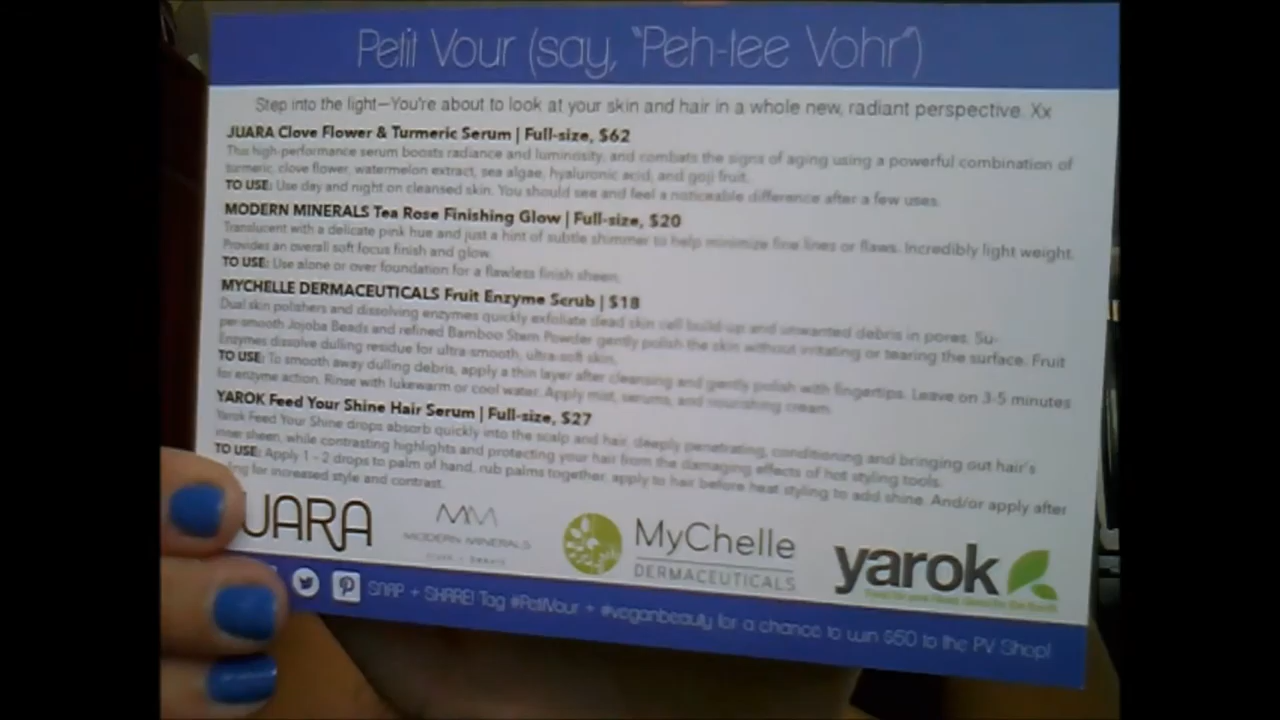 Petit Vour (say, "Peh-tee Vohr")
Step into the light—You're about to look at your skin and hair in a whole new, radiant perspective. Xx
JUARA Clove Flower & Turmeric Serum | Full-size, $62
This high-performance serum boosts radiance and luminosity, and combats the signs of aging using a powerful combination of
turmeric, clove flower, watermelon extract, sea algae, hyaluronic acid, and goji fruit.
TO USE: Use day and night on cleansed skin. You should see and feel a noticeable difference after a few uses.
MODERN MINERALS Tea Rose Finishing Glow | Full-size, $20
Translucent with a delicate pink hue and just a hint of subtle shimmer to help minimize fine lines or flaws. Incredibly light weight.
Provides an overall soft focus finish and glow.
TO USE: Use alone or over foundation for a flawless finish sheen.
MYCHELLE DERMACEUTICALS Fruit Enzyme Scrub | $18
Dual skin polishers and dissolving enzymes quickly exfoliate dead skin cell build-up and unwanted debris in pores. Su-
per-smooth Jojoba Beads and refined Bamboo Stem Powder gently polish the skin without irritating or tearing the surface. Fruit
Enzymes dissolve dulling residue for ultra-smooth, ultra-soft skin.
TO USE: To smooth away dulling debris, apply a thin layer after cleansing and gently polish with fingertips. Leave on 3-5 minutes
for enzyme action. Rinse with lukewarm or cool water. Apply mist, serums, and nourishing cream.
YAROK Feed Your Shine Hair Serum | Full-size, $27
Yarok Feed Your Shine drops absorb quickly into the scalp and hair, deeply penetrating, conditioning and bringing out hair's
inner sheen, while contrasting highlights and protecting your hair from the damaging effects of hot styling tools.
TO USE: Apply 1 - 2 drops to palm of hand, rub palms together, apply to hair before heat styling to add shine. And/or apply after
ling for increased style and contrast.
UARA
MM
MODERN MINERALS
MyChelle
DERMACEUTICALS
yarok
SNAP + SHARE! Tag #PetitVour + #veganbeauty for a chance to win $50 to the PV Shop!